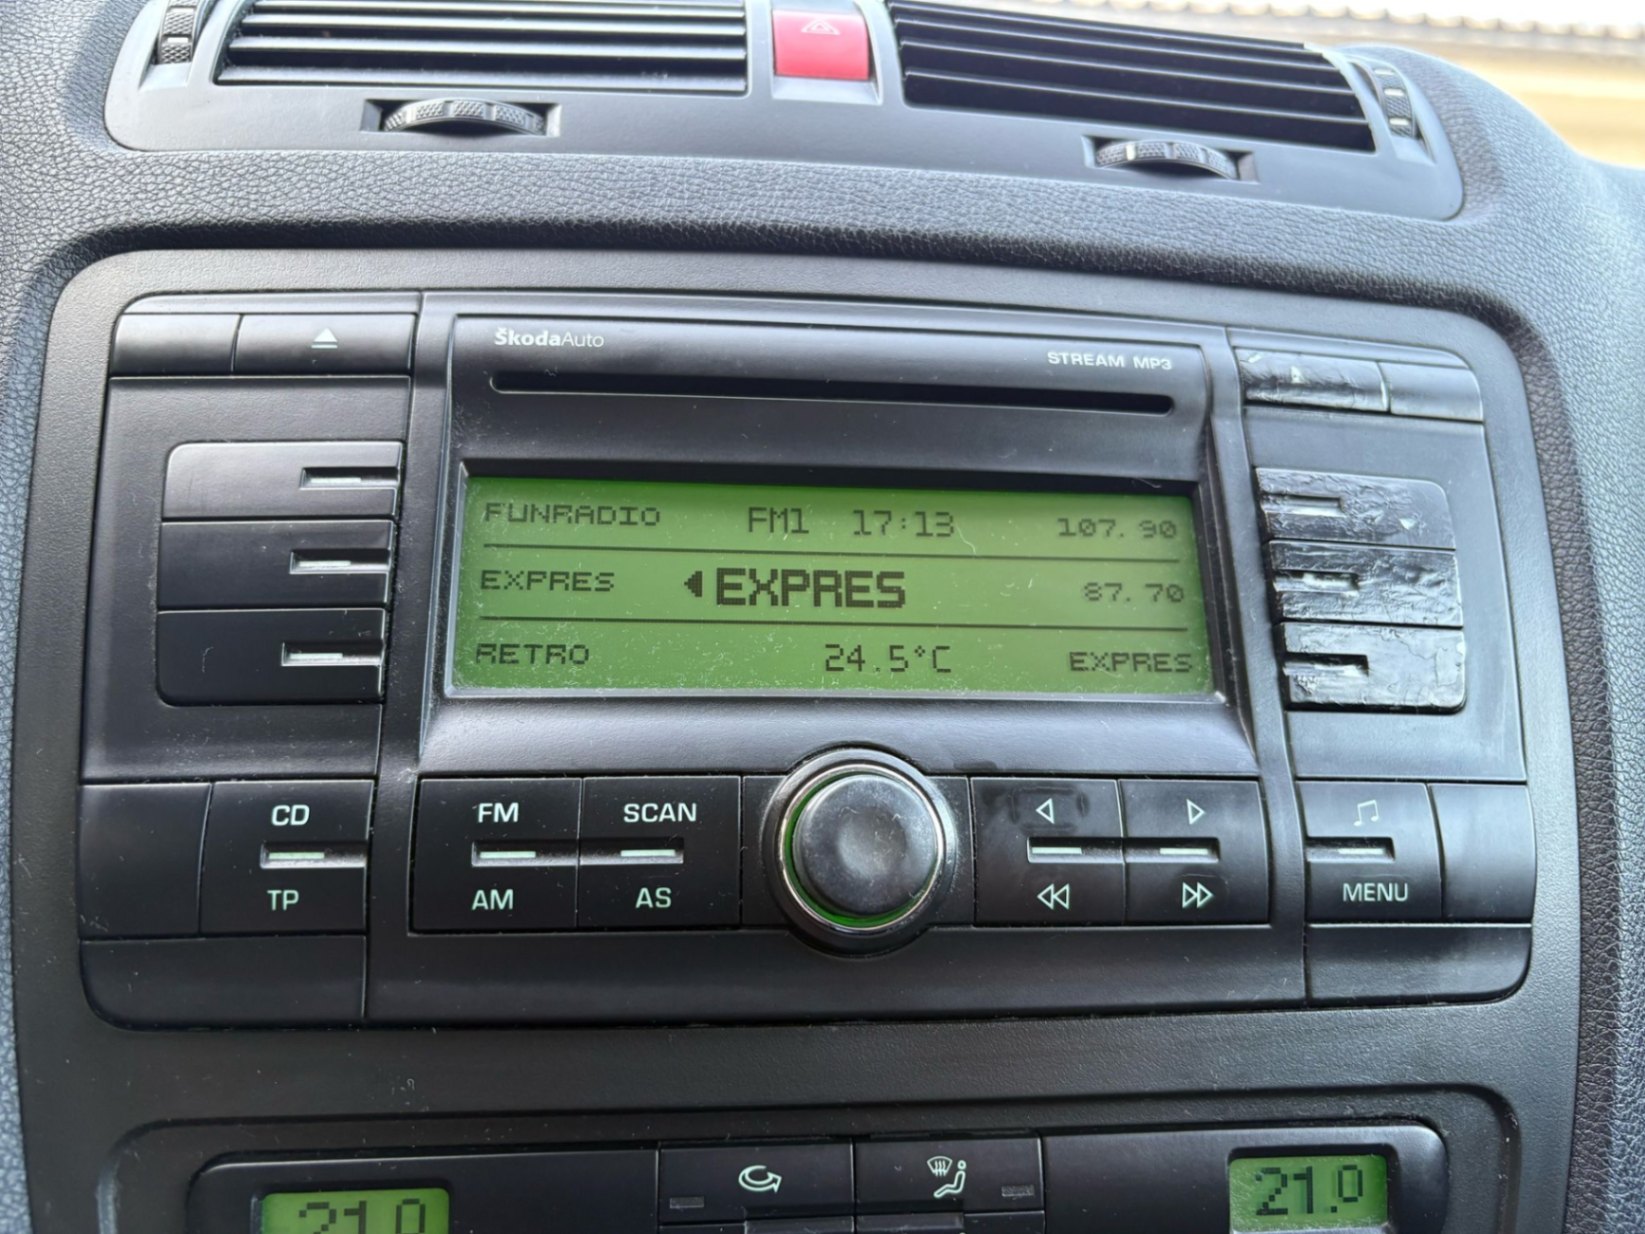 ŠkodaAuto
STREAM MP3
FUNRADIO FM1 17:13 107.90
EXPRES EXPRES 87.70
RETRO 24.5°C EXPRES
CD FM SCAN
TP AM AS MENU
21.0 21.0